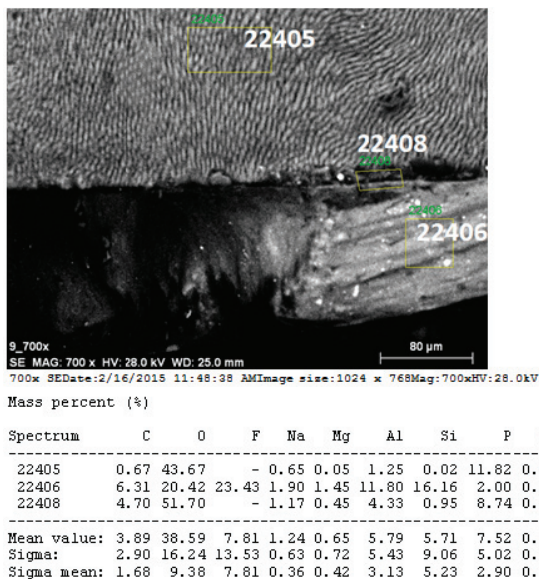 22405
22405
22408
22408
22406
22406
9_700x
SE MAG: 700 x HV: 28.0 kV WD: 25.0 mm
80 µm
700x SEDate:2/16/2015 11:48:38 AMImage size:1024 x 768Mag:700xHV:28.0kV
Mass percent (%)
Spectrum C O F Na Mg Al Si P
22405 0.67 43.67 - 0.65 0.05 1.25 0.02 11.82 0.
22406 6.31 20.42 23.43 1.90 1.45 11.80 16.16 2.00 0.
22408 4.70 51.70 - 1.17 0.45 4.33 0.95 8.74 0.
Mean value: 3.89 38.59 7.81 1.24 0.65 5.79 5.71 7.52 0.
Sigma: 2.90 16.24 13.53 0.63 0.72 5.43 9.06 5.02 0.
Sigma mean: 1.68 9.38 7.81 0.36 0.42 3.13 5.23 2.90 0.